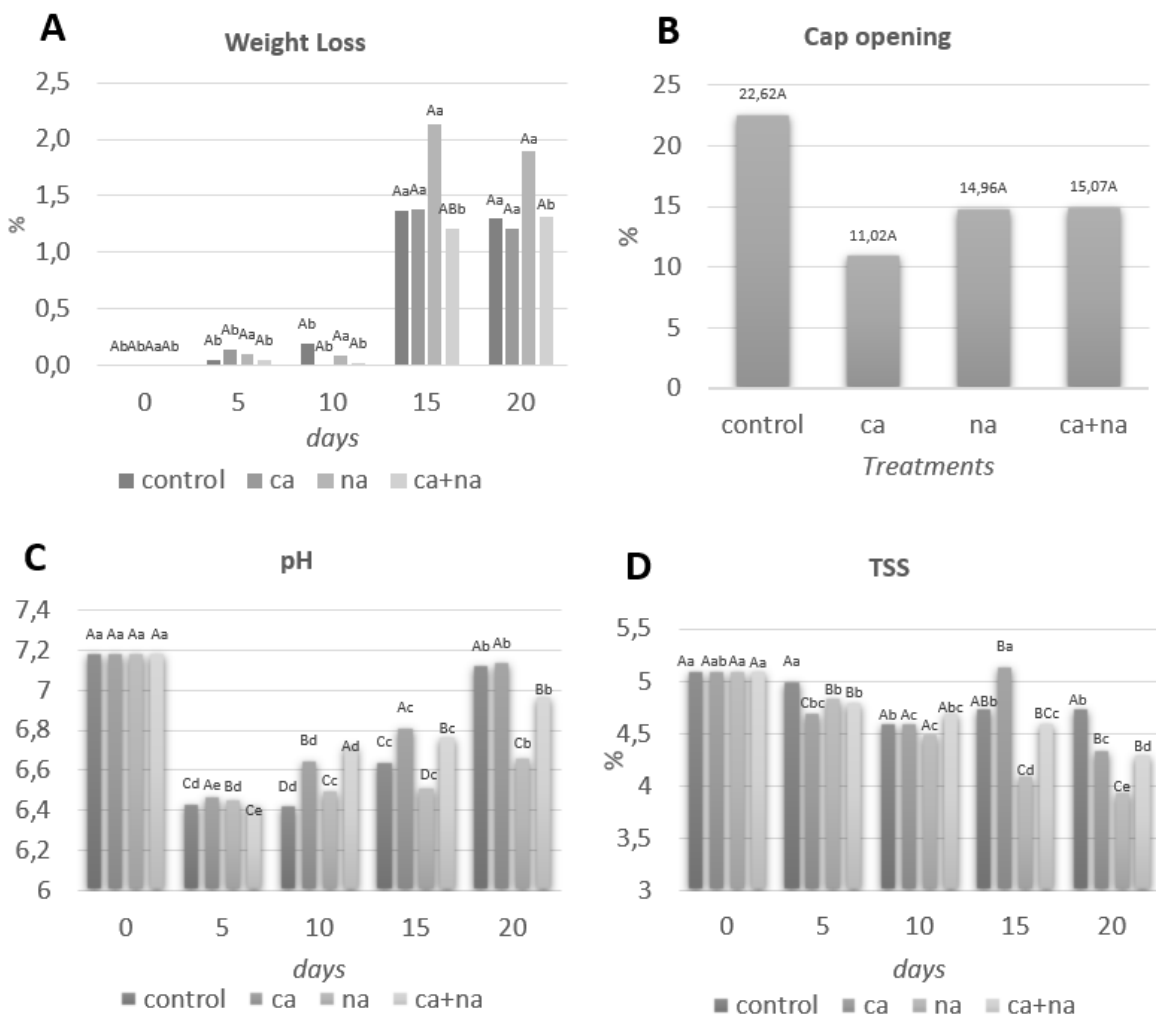 A
Weight Loss
2,5
2,0
1,5
1,0
0,5
0,0
%
AbAbAaAb
Ab Ab Aa Ab
Ab Ab Aa Ab
Aa Aa Aa ABb
Aa Aa Aa Ab
0 5 10 15 20
days
control ca na ca+na
B
Cap opening
25
20
15
10
5
0
%
22,62A 11,02A 14,96A 15,07A
control ca na ca+na
Treatments
C
pH
7,4
7,2
7
6,8
6,6
6,4
6,2
6
Aa Aa Aa Aa
Cd Ae Bd Ce
Dd Bd Cc Ad
Cc Ac Dc Bc
Ab Ab Cb Bb
0 5 10 15 20
days
control ca na ca+na
D
TSS
5,5
5
4,5
4
3,5
3
%
Aa Aab Aa Aa
Aa Cbc Bb Bb
Ab Ac Ac Abc
ABb Ba Cd BCc
Ab Bc Ce Bd
0 5 10 15 20
days
control ca na ca+na